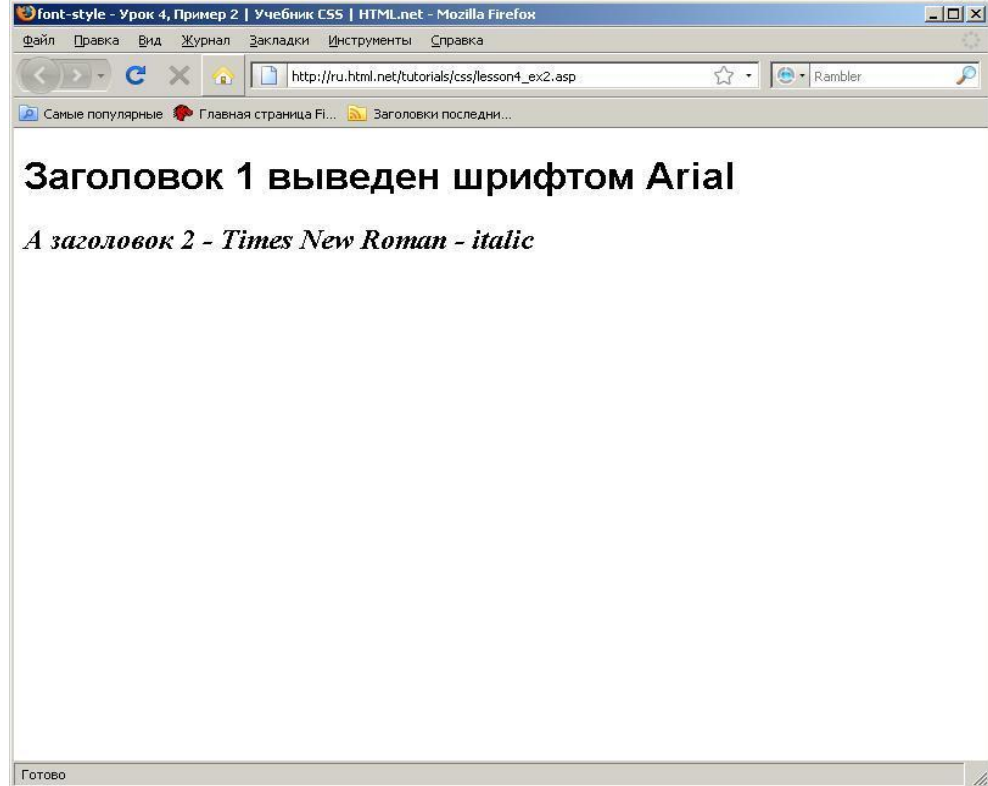 font-style - Урок 4, Пример 2 | Учебник CSS | HTML.net - Mozilla Firefox
Файл Правка Вид Журнал Закладки Инструменты Справка
http://ru.html.net/tutorials/css/lesson4_ex2.asp Rambler
Самые популярные Главная страница Fi... Заголовки последни...
Заголовок 1 выведен шрифтом Arial
А заголовок 2 - Times New Roman - italic
Готово